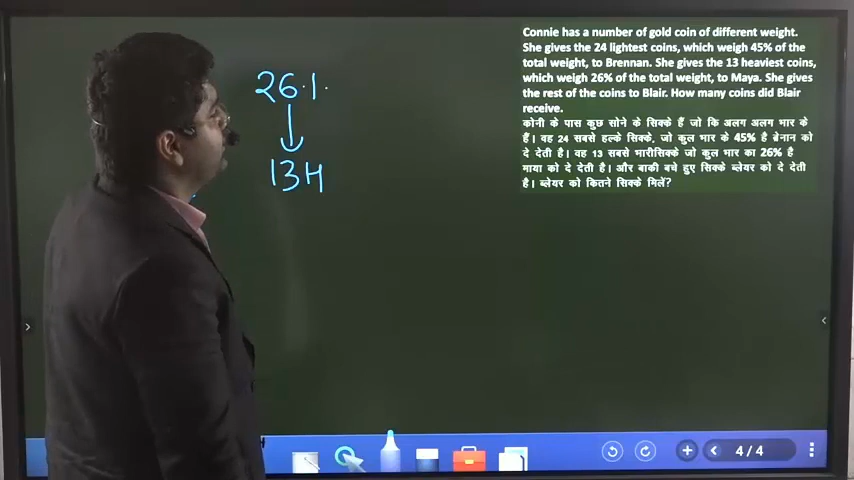 26.1.
13H
Connie has a number of gold coin of different weight.
She gives the 24 lightest coins, which weigh 45% of the
total weight, to Brennan. She gives the 13 heaviest coins,
which weigh 26% of the total weight, to Maya. She gives
the rest of the coins to Blair. How many coins did Blair
receive.
कोनी के पास कुछ सोने के सिक्के हैं जो कि अलग अलग भार के
हैं। वह 24 सबसे हल्के सिक्के, जो कुल भार के 45% है ब्रेनान को
दे देती है। वह 13 सबसे भारीसिक्के जो कुल भार का 26% है
माया को दे देती है। और बाकी बचे हुए सिक्के ब्लेयर को दे देती
है। ब्लेयर को कितने सिक्के मिलें?
4 / 4